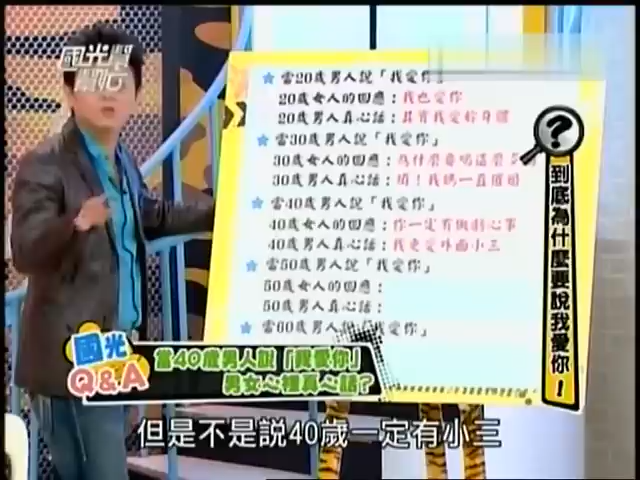 國光幫幫忙
★當20歲男人說「我愛你」
20歲女人的回應：我也愛你
20歲男人真心話：其實我愛妳身體
★當30歲男人說「我愛你」
30歲女人的回應：為什麼要喝這麼多
30歲男人真心話：煩！我媽一直催
★當40歲男人說「我愛你」
40歲女人的回應：你一定有做虧心事
40歲男人真心話：我更愛外面小三
★當50歲男人說「我愛你」
50歲女人的回應：
50歲男人真心話：
★當60歲男人說「我愛你」
?到底為什麼要說我愛你！
國光
Q&A
當40歲男人說「我愛你」
男女心裡真心話？
但是不是說40歲一定有小三